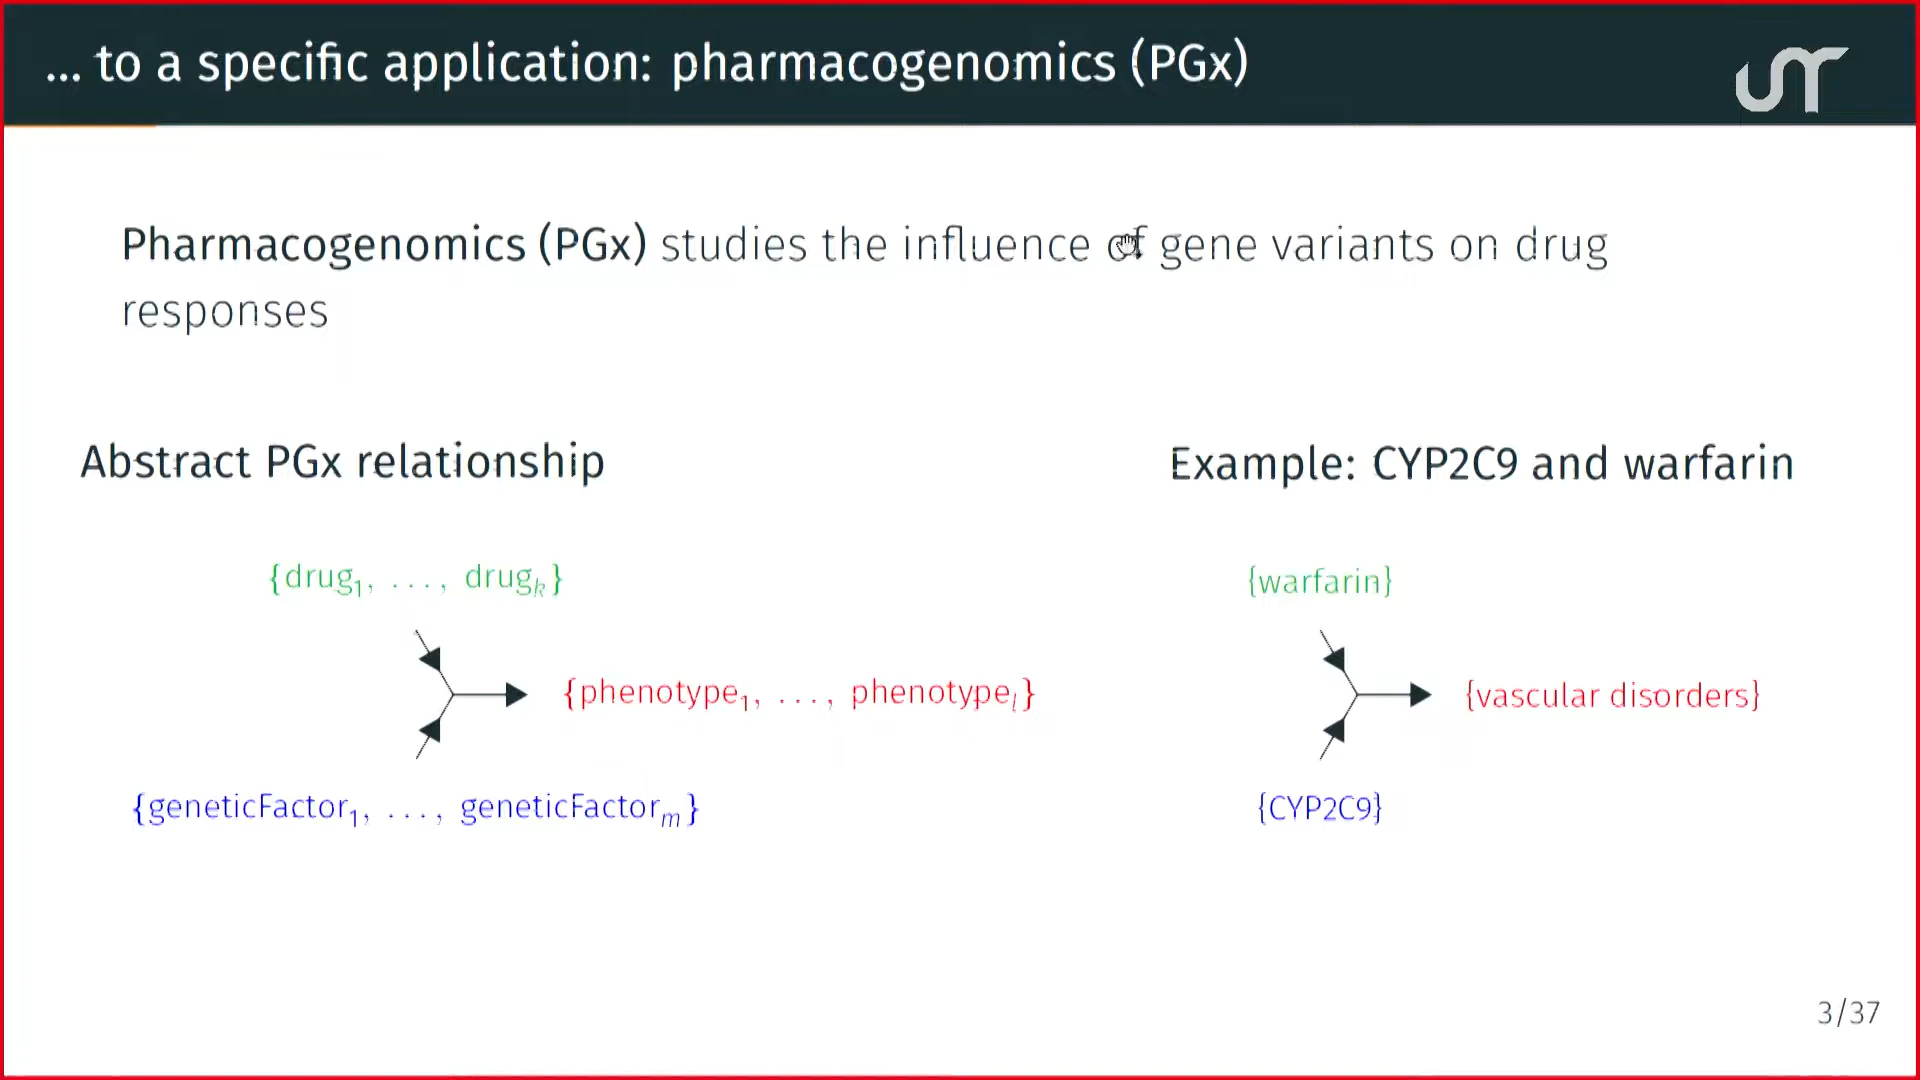 ... to a specific application: pharmacogenomics (PGx)
Pharmacogenomics (PGx) studies the influence of gene variants on drug
responses
Abstract PGx relationship
{drug₁, ..., drugₖ}
{phenotype₁, ..., phenotypeₗ}
{geneticFactor₁, ..., geneticFactorₘ}
Example: CYP2C9 and warfarin
{warfarin}
{vascular disorders}
{CYP2C9}
3/37